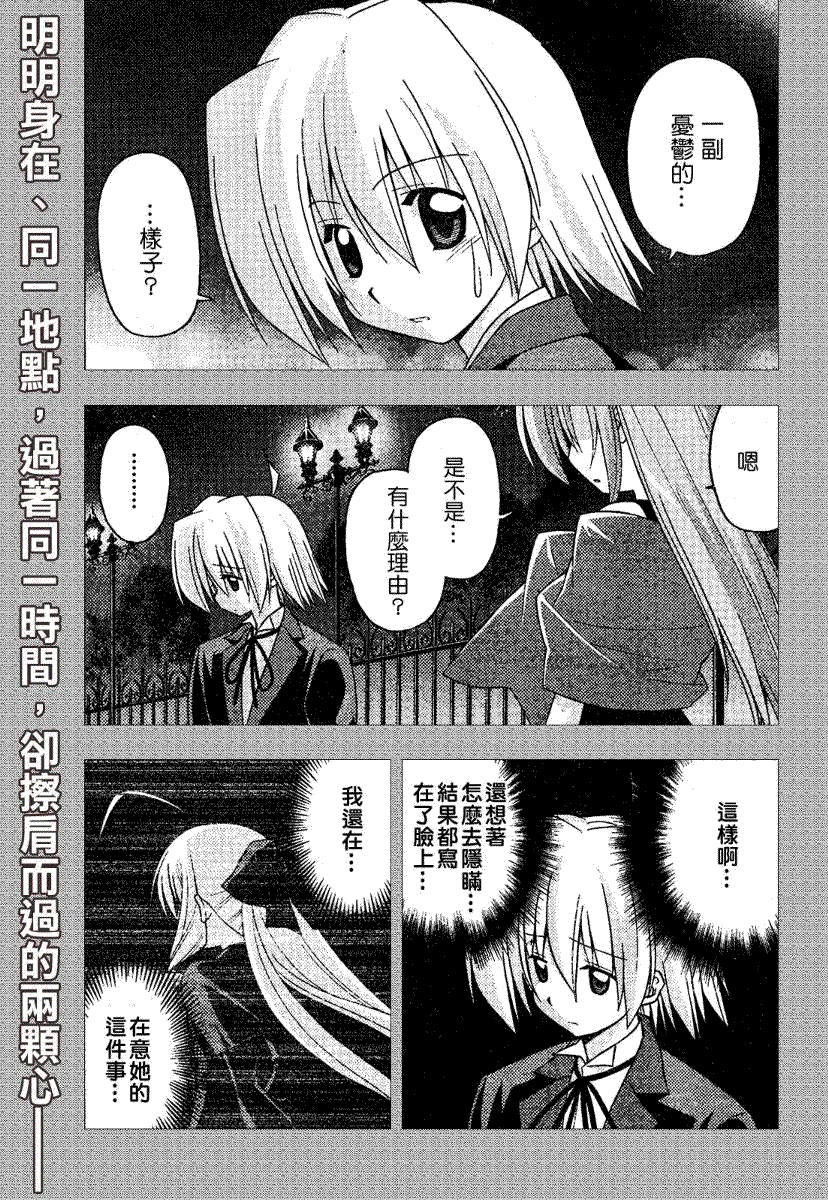 一副
憂鬱的…
…樣子？
嗯
是不是…
有什麼理由？
………
這樣啊…
還想著
怎麼去隱瞞…
結果都寫
在了臉上…
我還在…
在意她的
這件事…
明明身在、同一地點，過著同一時間，卻擦肩而過的兩顆心——